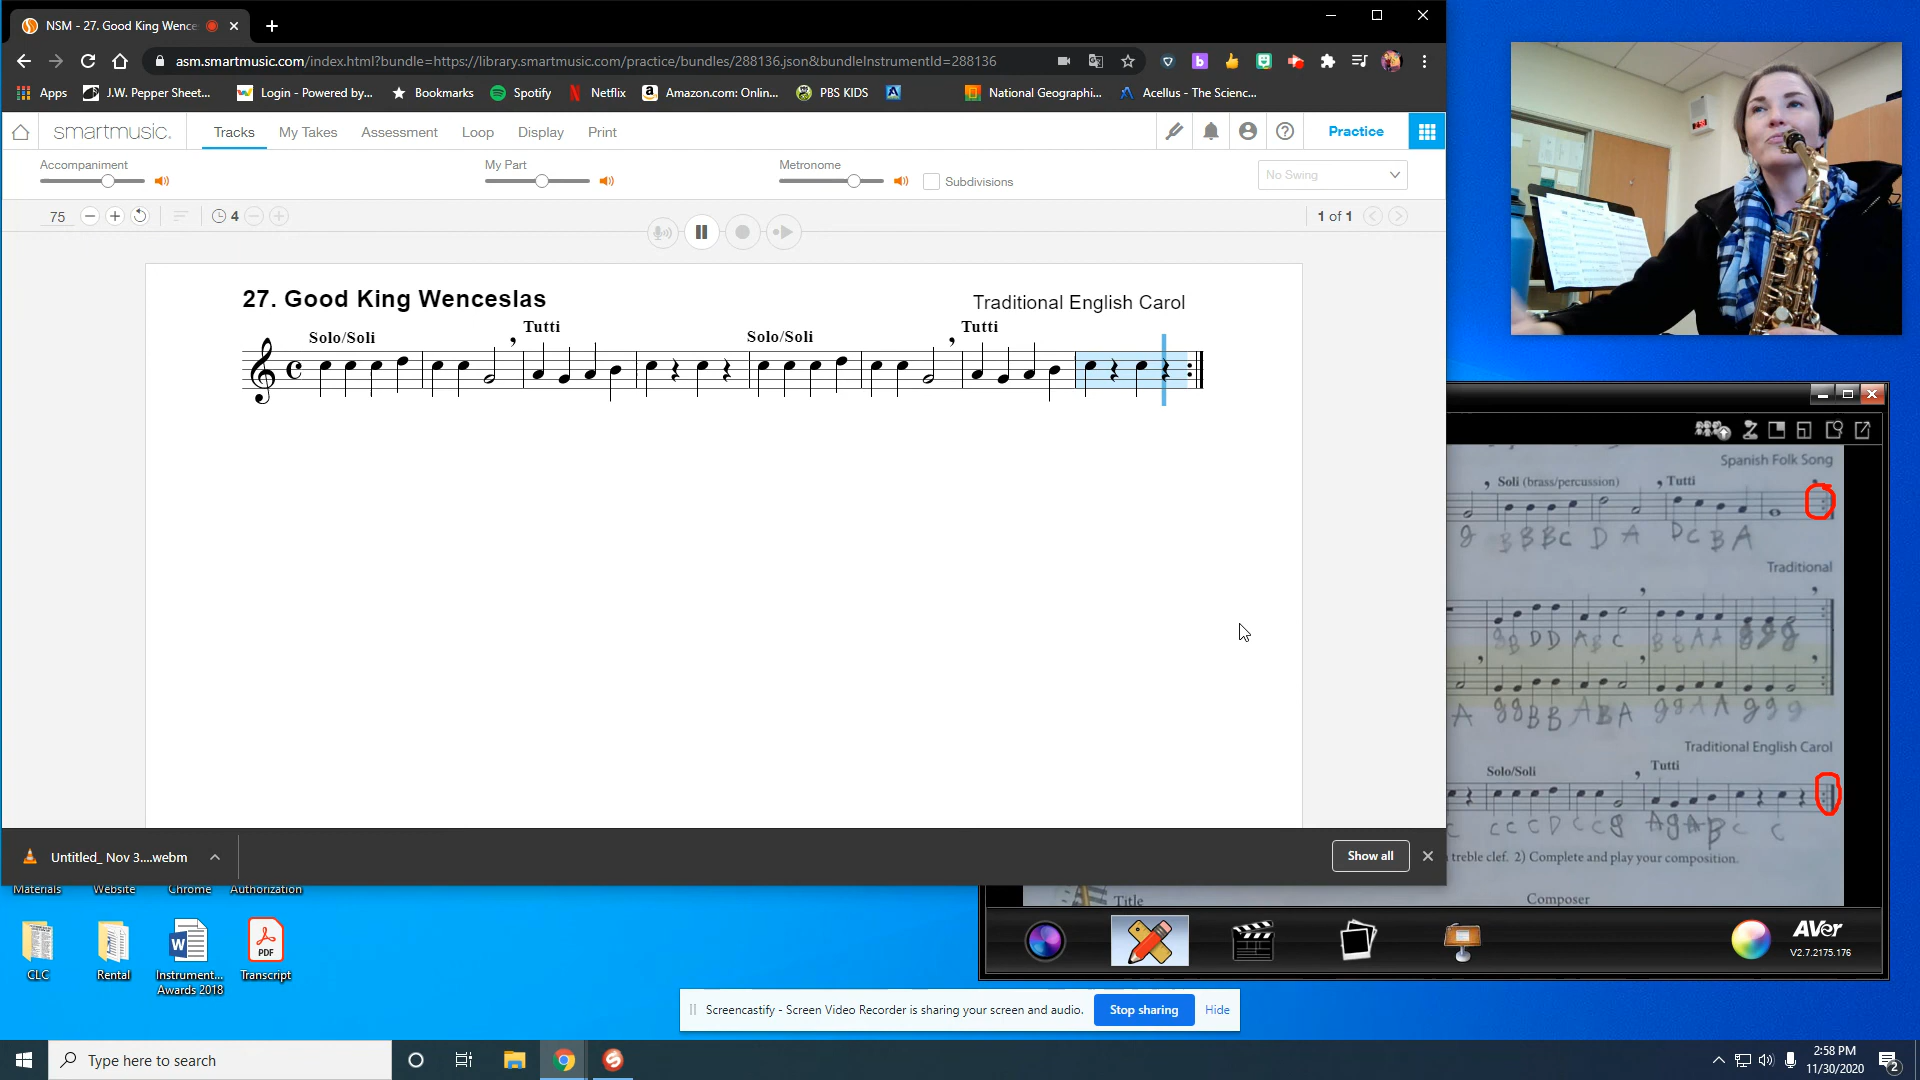 NSM - 27. Good King Wence
asm.smartmusic.com/index.html?bundle=https://library.smartmusic.com/practice/bundles/288136.json&bundleInstrumentId=288136
Apps J.W. Pepper Sheet... Login - Powered by... Bookmarks Spotify Netflix Amazon.com: Onlin... PBS KIDS National Geographi... Acellus - The Scienc...
smartmusic. Tracks My Takes Assessment Loop Display Print Practice
Accompaniment My Part Metronome Subdivisions No Swing
75 4 1 of 1
27. Good King Wenceslas
Traditional English Carol
Solo/Soli Tutti Solo/Soli Tutti
Spanish Folk Song
Soli (brass/percussion) Tutti
g B B B C D A D C B A
Traditional
g B D D A B C B B A A g g g
A g g B B A B A g g A A g g g
Traditional English Carol
Solo/Soli Tutti
C C C C D C C g A g A B C C
treble clef. 2) Complete and play your composition.
Title Composer
Untitled_ Nov 3....webm Show all
Materials Website Chrome Authorization
CLC Rental Instrument... Awards 2018 Transcript
PDF
AVer
V2.7.2175.176
Screencastify - Screen Video Recorder is sharing your screen and audio. Stop sharing Hide
Type here to search
2:58 PM
11/30/2020
2